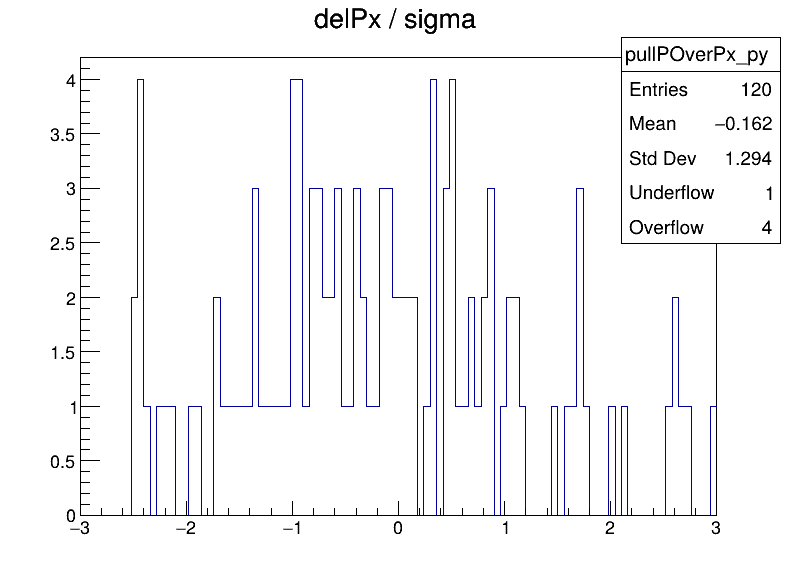 delPx / sigma
pullPOverPx_py
Entries 120
Mean −0.162
Std Dev 1.294
Underflow 1
Overflow 4
4
3.5
3
2.5
2
1.5
1
0.5
0
−3 −2 −1 0 1 2 3